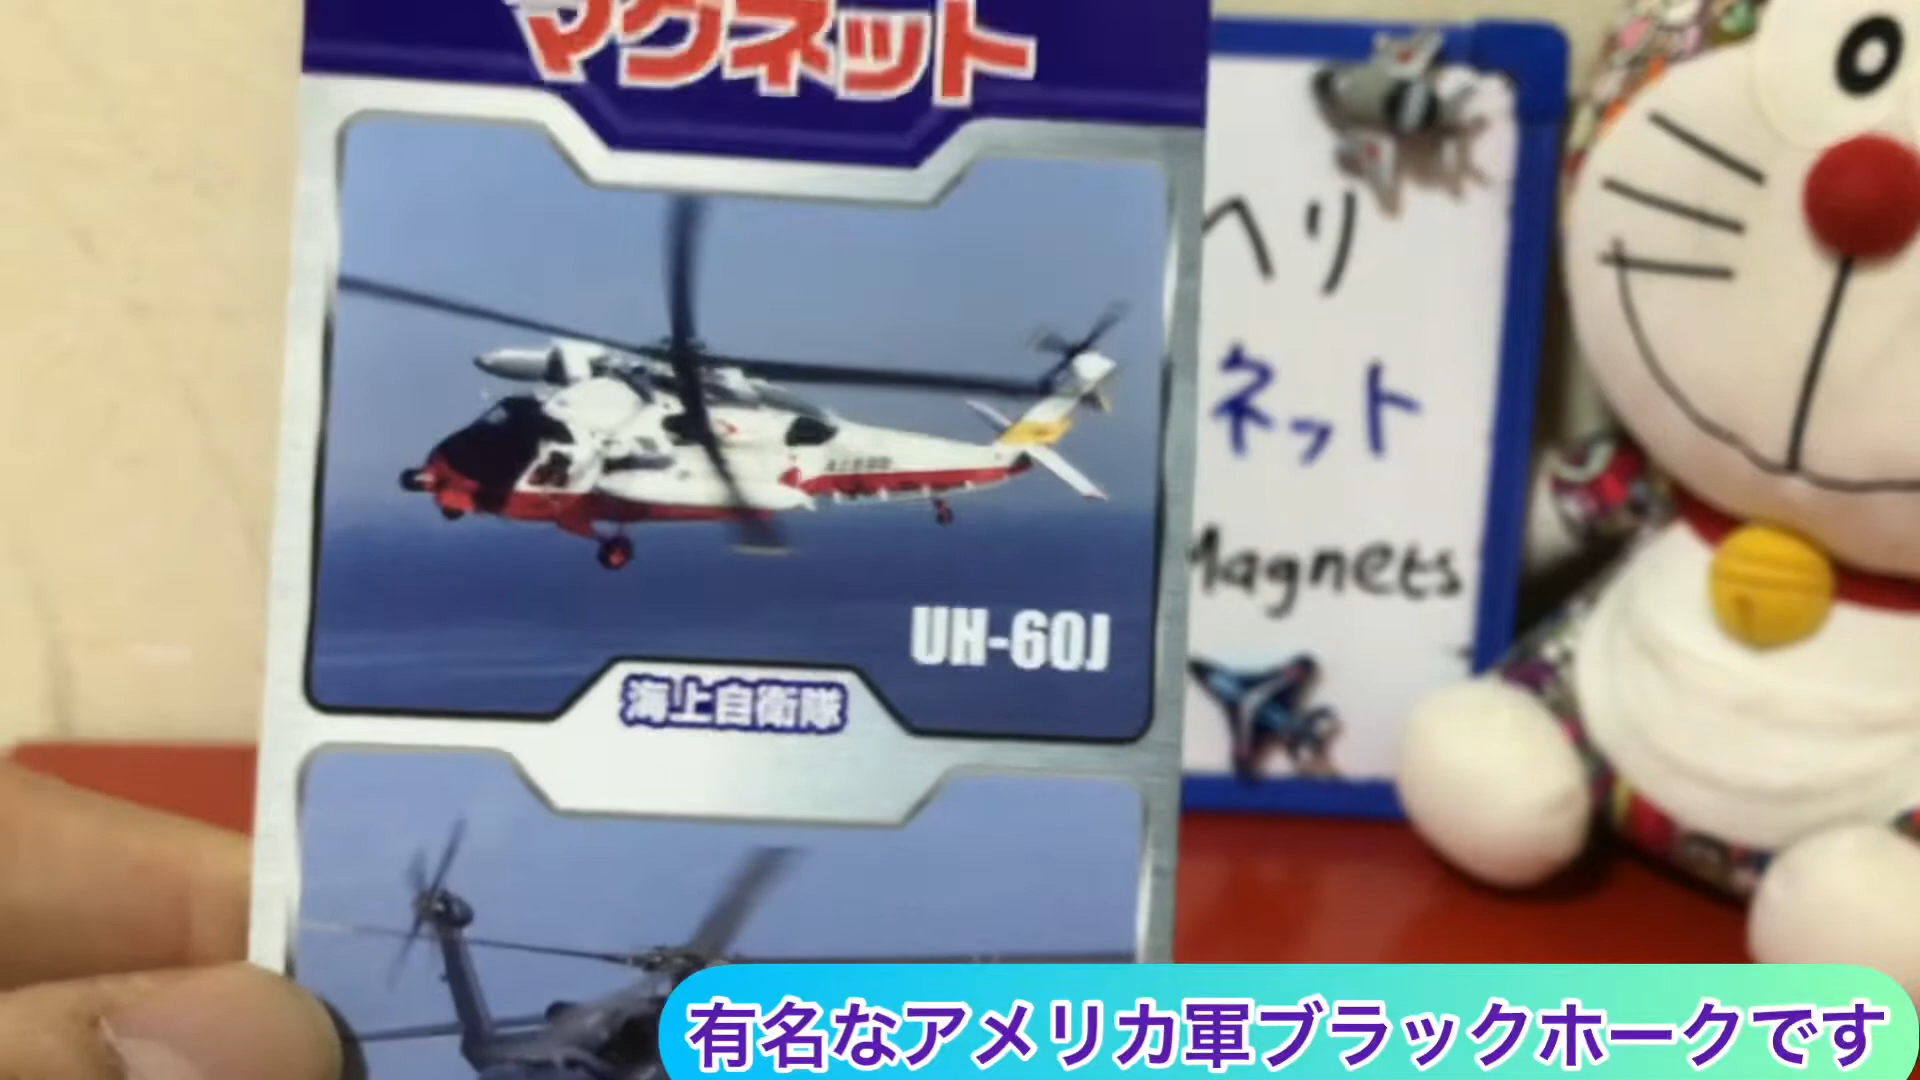 マグネット
ヘリ
ネット
Magnets
UH-60J
海上自衛隊
有名なアメリカ軍ブラックホークです